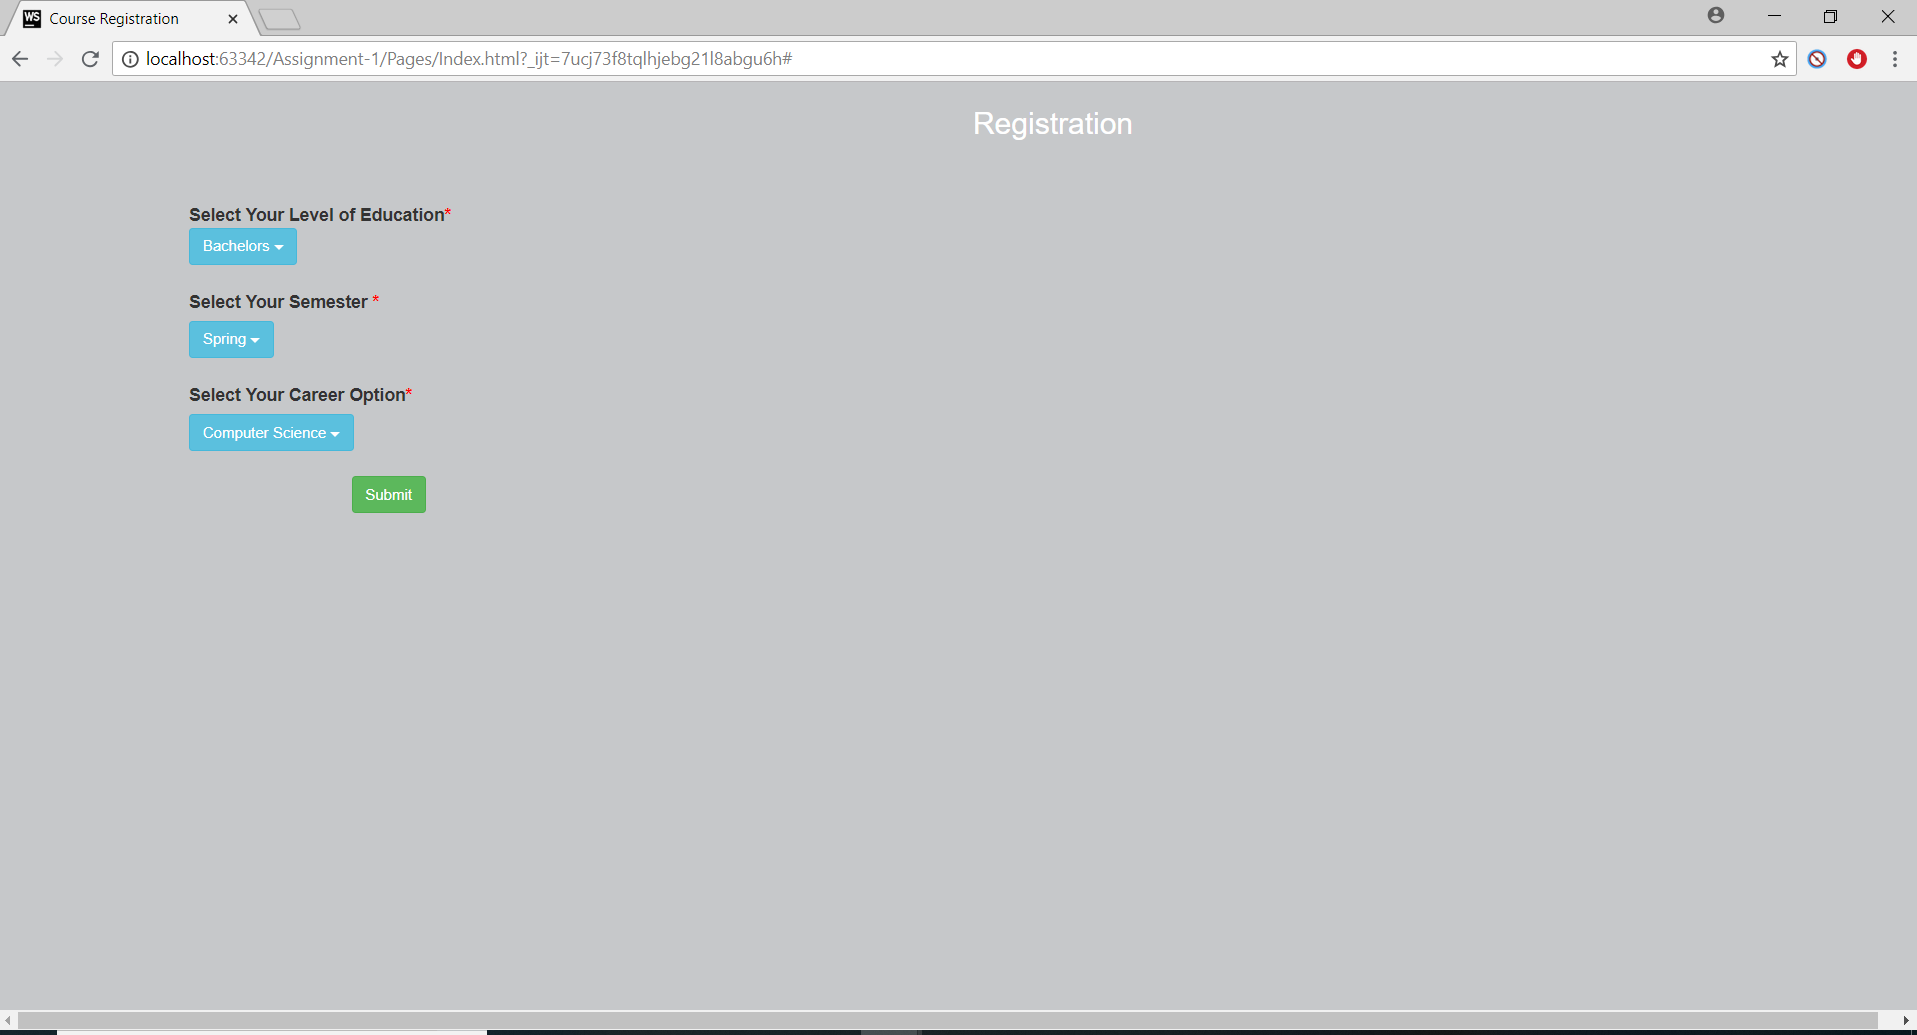 WS Course Registration
localhost:63342/Assignment-1/Pages/Index.html?_ijt=7ucj73f8tqlhjebg21l8abgu6h#
Registration
Select Your Level of Education*
Bachelors
Select Your Semester *
Spring
Select Your Career Option*
Computer Science
Submit